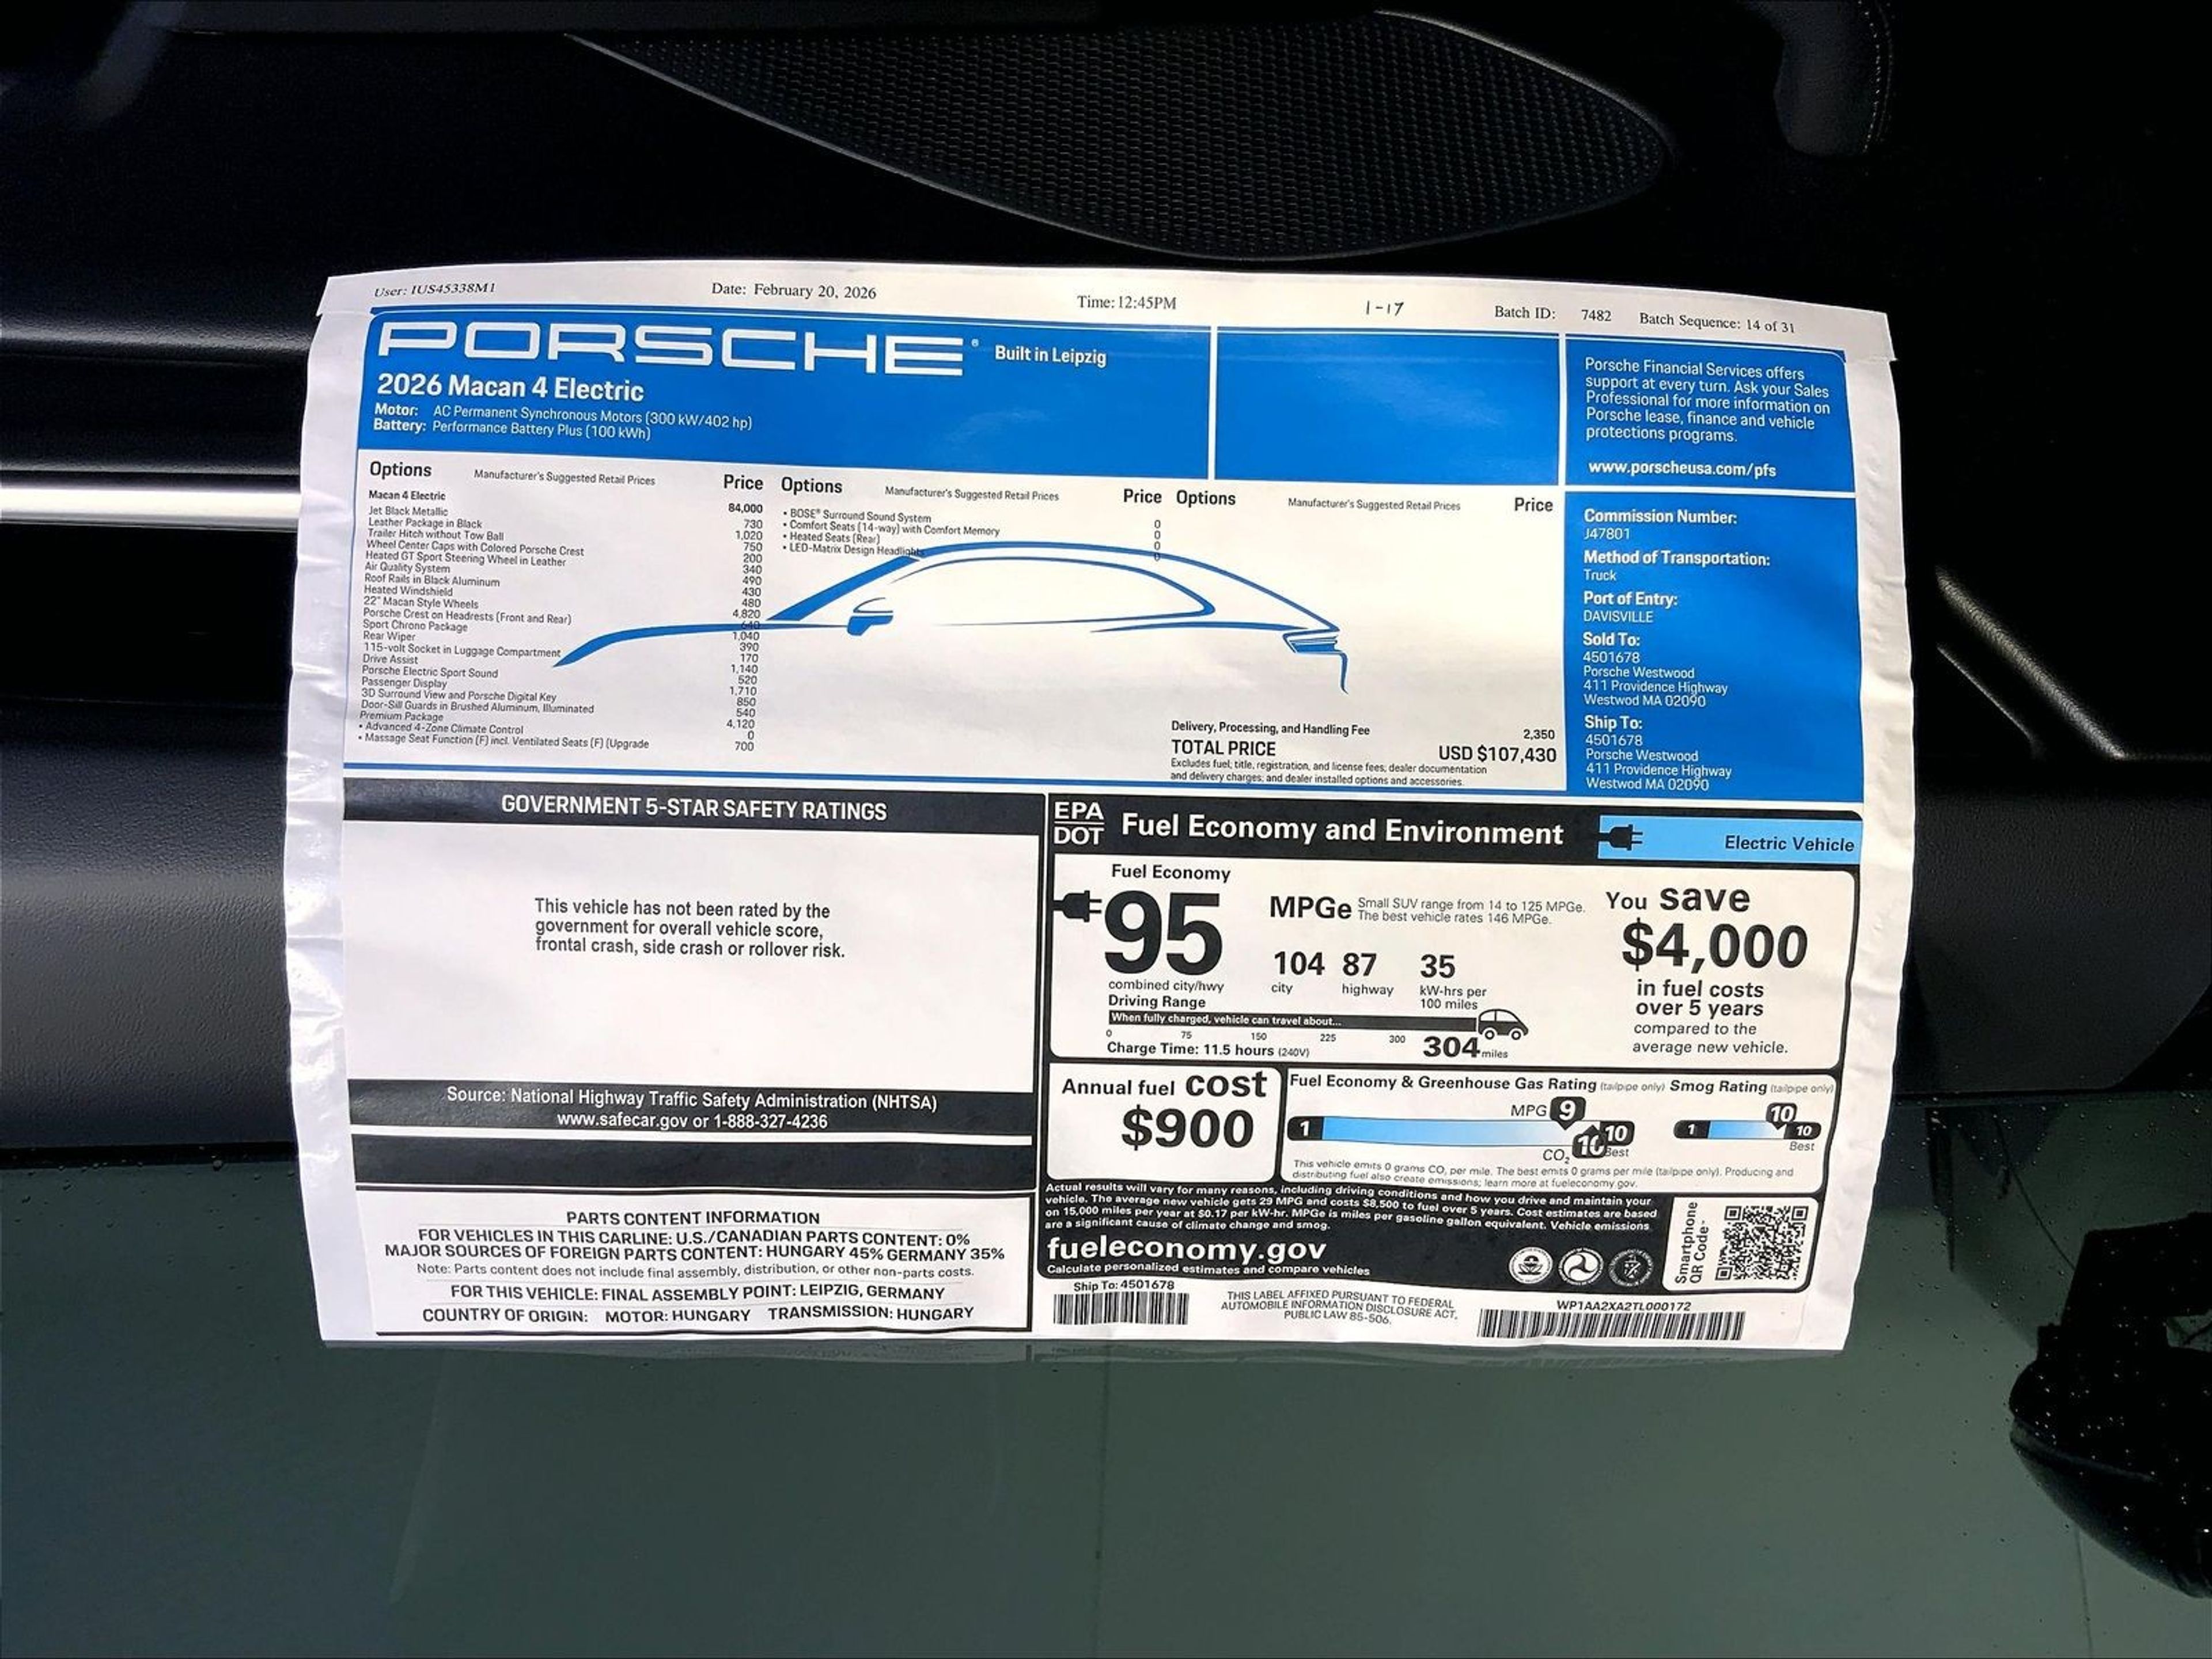 User: IUS45338M1 Date: February 20, 2026 Time: 12:45PM 1-17 Batch ID: 7482 Batch Sequence: 14 of 31
PORSCHE® Built in Leipzig
2026 Macan 4 Electric
Motor: AC Permanent Synchronous Motors (300 kW/402 hp)
Battery: Performance Battery Plus (100 kWh)
Porsche Financial Services offers
support at every turn. Ask your Sales
Professional for more information on
Porsche lease, finance and vehicle
protections programs.
www.porscheusa.com/pfs
Options Manufacturer's Suggested Retail Prices Price
Macan 4 Electric 84,000
Jet Black Metallic 730
Leather Package in Black 1,020
Trailer Hitch without Tow Ball 750
Wheel Center Caps with Colored Porsche Crest 200
Heated GT Sport Steering Wheel in Leather 340
Air Quality System 490
Roof Rails in Black Aluminum 430
Heated Windshield 480
22" Macan Style Wheels 4,820
Porsche Crest on Headrests (Front and Rear) 640
Sport Chrono Package 1,040
Rear Wiper 390
115-volt Socket in Luggage Compartment 170
Drive Assist 1,140
Porsche Electric Sport Sound 520
Passenger Display 1,710
3D Surround View and Porsche Digital Key 850
Door-Sill Guards in Brushed Aluminum, Illuminated 540
Premium Package 4,120
• Advanced 4-Zone Climate Control 0
• Massage Seat Function (F) incl. Ventilated Seats (F) (Upgrade 700
Options Manufacturer's Suggested Retail Prices Price
• BOSE® Surround Sound System 0
• Comfort Seats (14-way) with Comfort Memory 0
• Heated Seats (Rear) 0
• LED-Matrix Design Headlights 0
Options Manufacturer's Suggested Retail Prices Price
Delivery, Processing, and Handling Fee 2,350
TOTAL PRICE USD $107,430
Excludes fuel; title, registration, and license fees; dealer documentation
and delivery charges; and dealer installed options and accessories.
Commission Number:
J47801
Method of Transportation:
Truck
Port of Entry:
DAVISVILLE
Sold To:
4501678
Porsche Westwood
411 Providence Highway
Westwod MA 02090
Ship To:
4501678
Porsche Westwood
411 Providence Highway
Westwod MA 02090
GOVERNMENT 5-STAR SAFETY RATINGS
This vehicle has not been rated by the
government for overall vehicle score,
frontal crash, side crash or rollover risk.
Source: National Highway Traffic Safety Administration (NHTSA)
www.safecar.gov or 1-888-327-4236
PARTS CONTENT INFORMATION
FOR VEHICLES IN THIS CARLINE: U.S./CANADIAN PARTS CONTENT: 0%
MAJOR SOURCES OF FOREIGN PARTS CONTENT: HUNGARY 45% GERMANY 35%
Note: Parts content does not include final assembly, distribution, or other non-parts costs.
FOR THIS VEHICLE: FINAL ASSEMBLY POINT: LEIPZIG, GERMANY
COUNTRY OF ORIGIN: MOTOR: HUNGARY TRANSMISSION: HUNGARY
EPA
DOT
Fuel Economy and Environment
Electric Vehicle
Fuel Economy
95 MPGe
Small SUV range from 14 to 125 MPGe.
The best vehicle rates 146 MPGe.
combined city/hwy
104 city
87 highway
35 kW-hrs per
100 miles
Driving Range
When fully charged, vehicle can travel about...
0 75 150 225 300 304 miles
Charge Time: 11.5 hours (240V)
You save
$4,000
in fuel costs
over 5 years
compared to the
average new vehicle.
Annual fuel cost
$900
Fuel Economy & Greenhouse Gas Rating (tailpipe only)
MPG 9
1 10
Best
CO2 10
Smog Rating (tailpipe only)
10
1 10
Best
This vehicle emits 0 grams CO2 per mile. The best emits 0 grams per mile (tailpipe only). Producing and
distributing fuel also create emissions; learn more at fueleconomy.gov.
Actual results will vary for many reasons, including driving conditions and how you drive and maintain your
vehicle. The average new vehicle gets 29 MPG and costs $8,500 to fuel over 5 years. Cost estimates are based
on 15,000 miles per year at $0.17 per kW-hr. MPGe is miles per gasoline gallon equivalent. Vehicle emissions
are a significant cause of climate change and smog.
fueleconomy.gov
Calculate personalized estimates and compare vehicles
Smartphone
QR Code™
Ship To: 4501678
THIS LABEL AFFIXED PURSUANT TO FEDERAL
AUTOMOBILE INFORMATION DISCLOSURE ACT,
PUBLIC LAW 85-506.
WP1AA2XA2TL000172